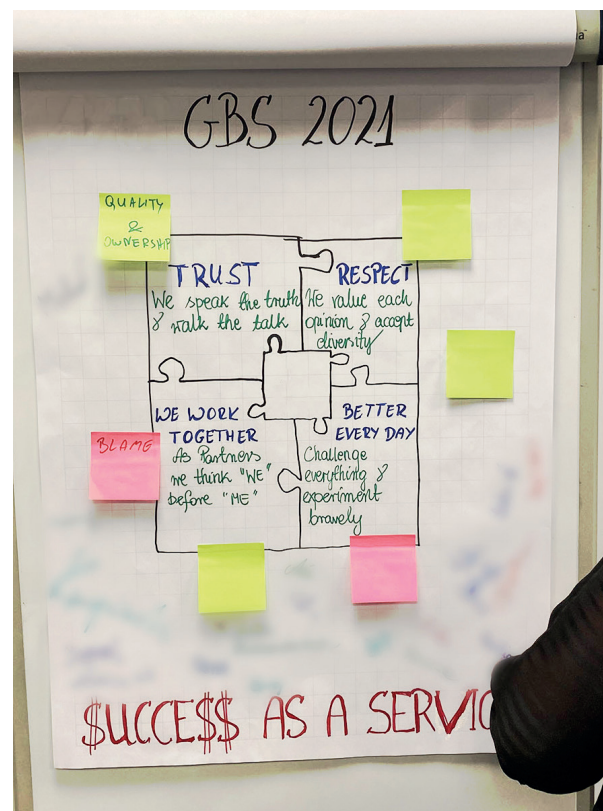 GBS 2021
QUALITY
&
OWNERSHIP
TRUST
We speak the truth
& walk the talk
RESPECT
We value each
opinion & accept
diversity
WE WORK
TOGETHER
As Partners
we think "WE"
before "ME"
BETTER
EVERY DAY
Challenge
everything &
experiment
bravely
BLAME
$UCCE$$ AS A SERVIC